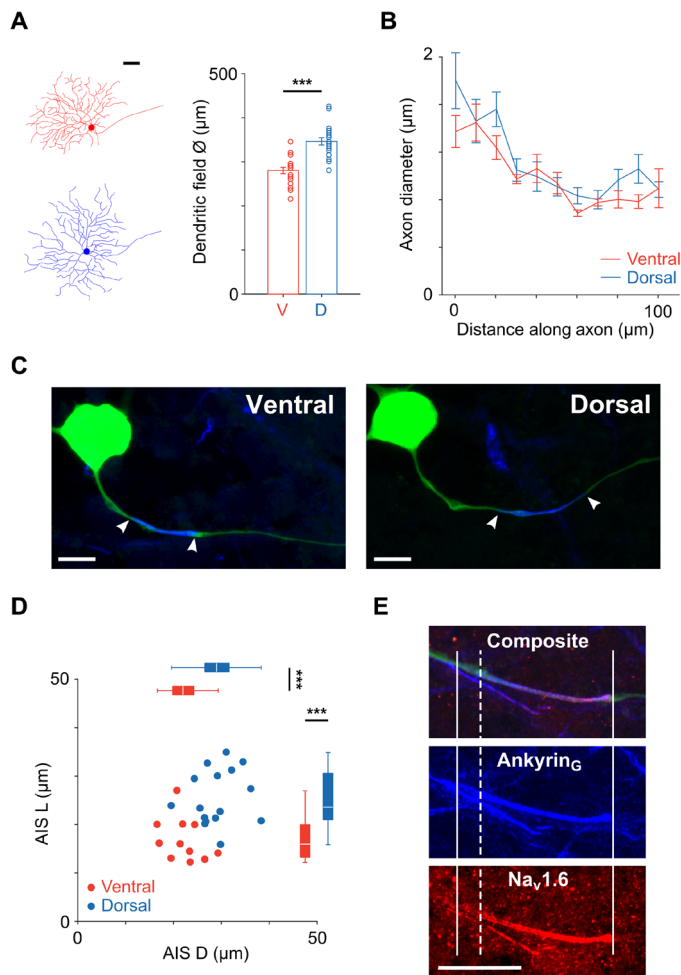 A
500
Dendritic field Ø (µm)
***
0
V
D
B
2
Axon diameter (µm)
0
Ventral
Dorsal
0
100
Distance along axon (µm)
C
Ventral
Dorsal
D
50
AIS L (µm)
***
***
Ventral
Dorsal
0
0
50
AIS D (µm)
E
Composite
AnkyrinG
Nav1.6